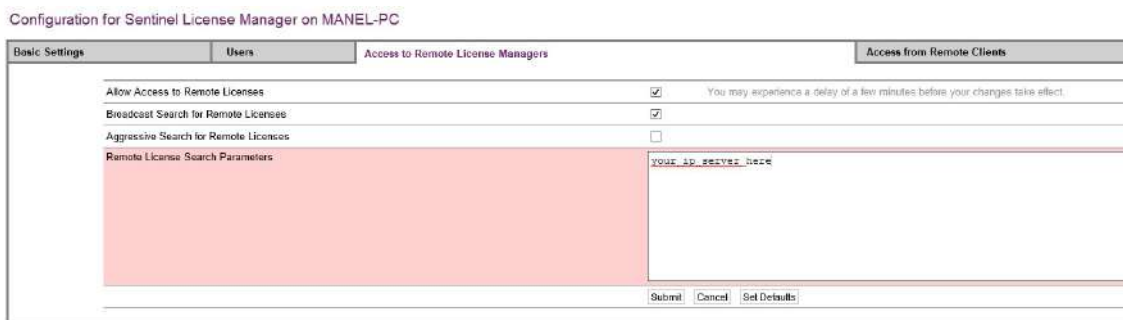 Configuration for Sentinel License Manager on MANEL-PC
Basic Settings Users Access to Remote License Managers Access from Remote Clients
Allow Access to Remote Licenses You may experience a delay of a few minutes before your changes take effect.
Broadcast Search for Remote Licenses
Aggressive Search for Remote Licenses
Remote License Search Parameters your ip server here
Submit Cancel Set Defaults